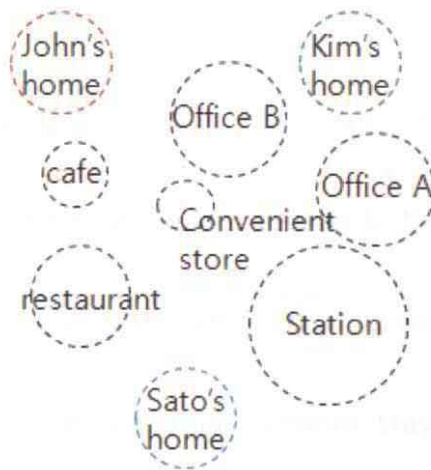 John's
home
Kim's
home
Office B
cafe
Office A
Convenient
store
restaurant
Station
Sato's
home